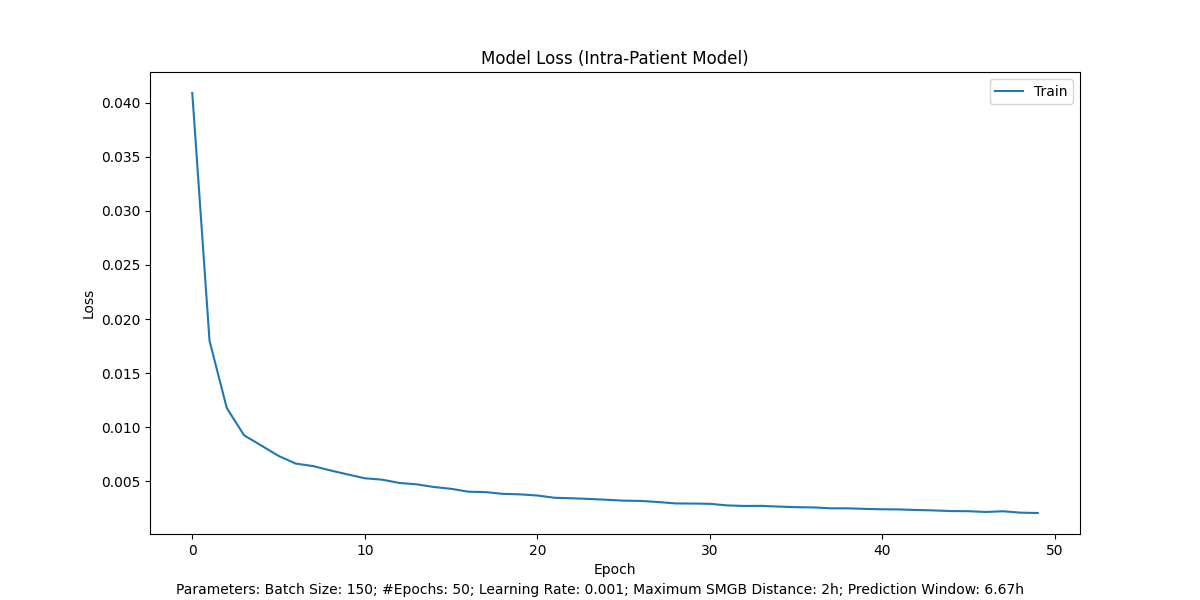 Model Loss (Intra-Patient Model)
Train
0.040
0.035
0.030
0.025
0.020
0.015
0.010
0.005
Loss
0 10 20 30 40 50
Epoch
Parameters: Batch Size: 150; #Epochs: 50; Learning Rate: 0.001; Maximum SMGB Distance: 2h; Prediction Window: 6.67h